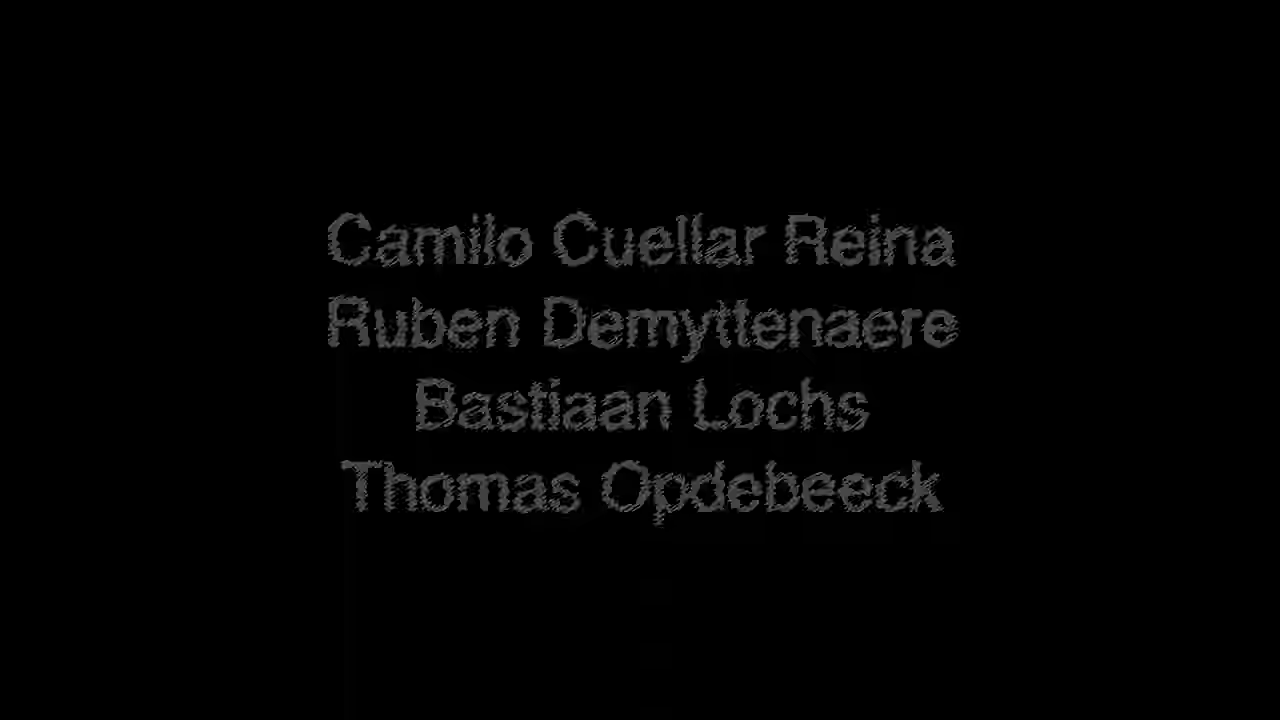 Camilo Cuellar Reina
Ruben Demyttenaere
Bastiaan Lochs
Thomas Opdebeeck